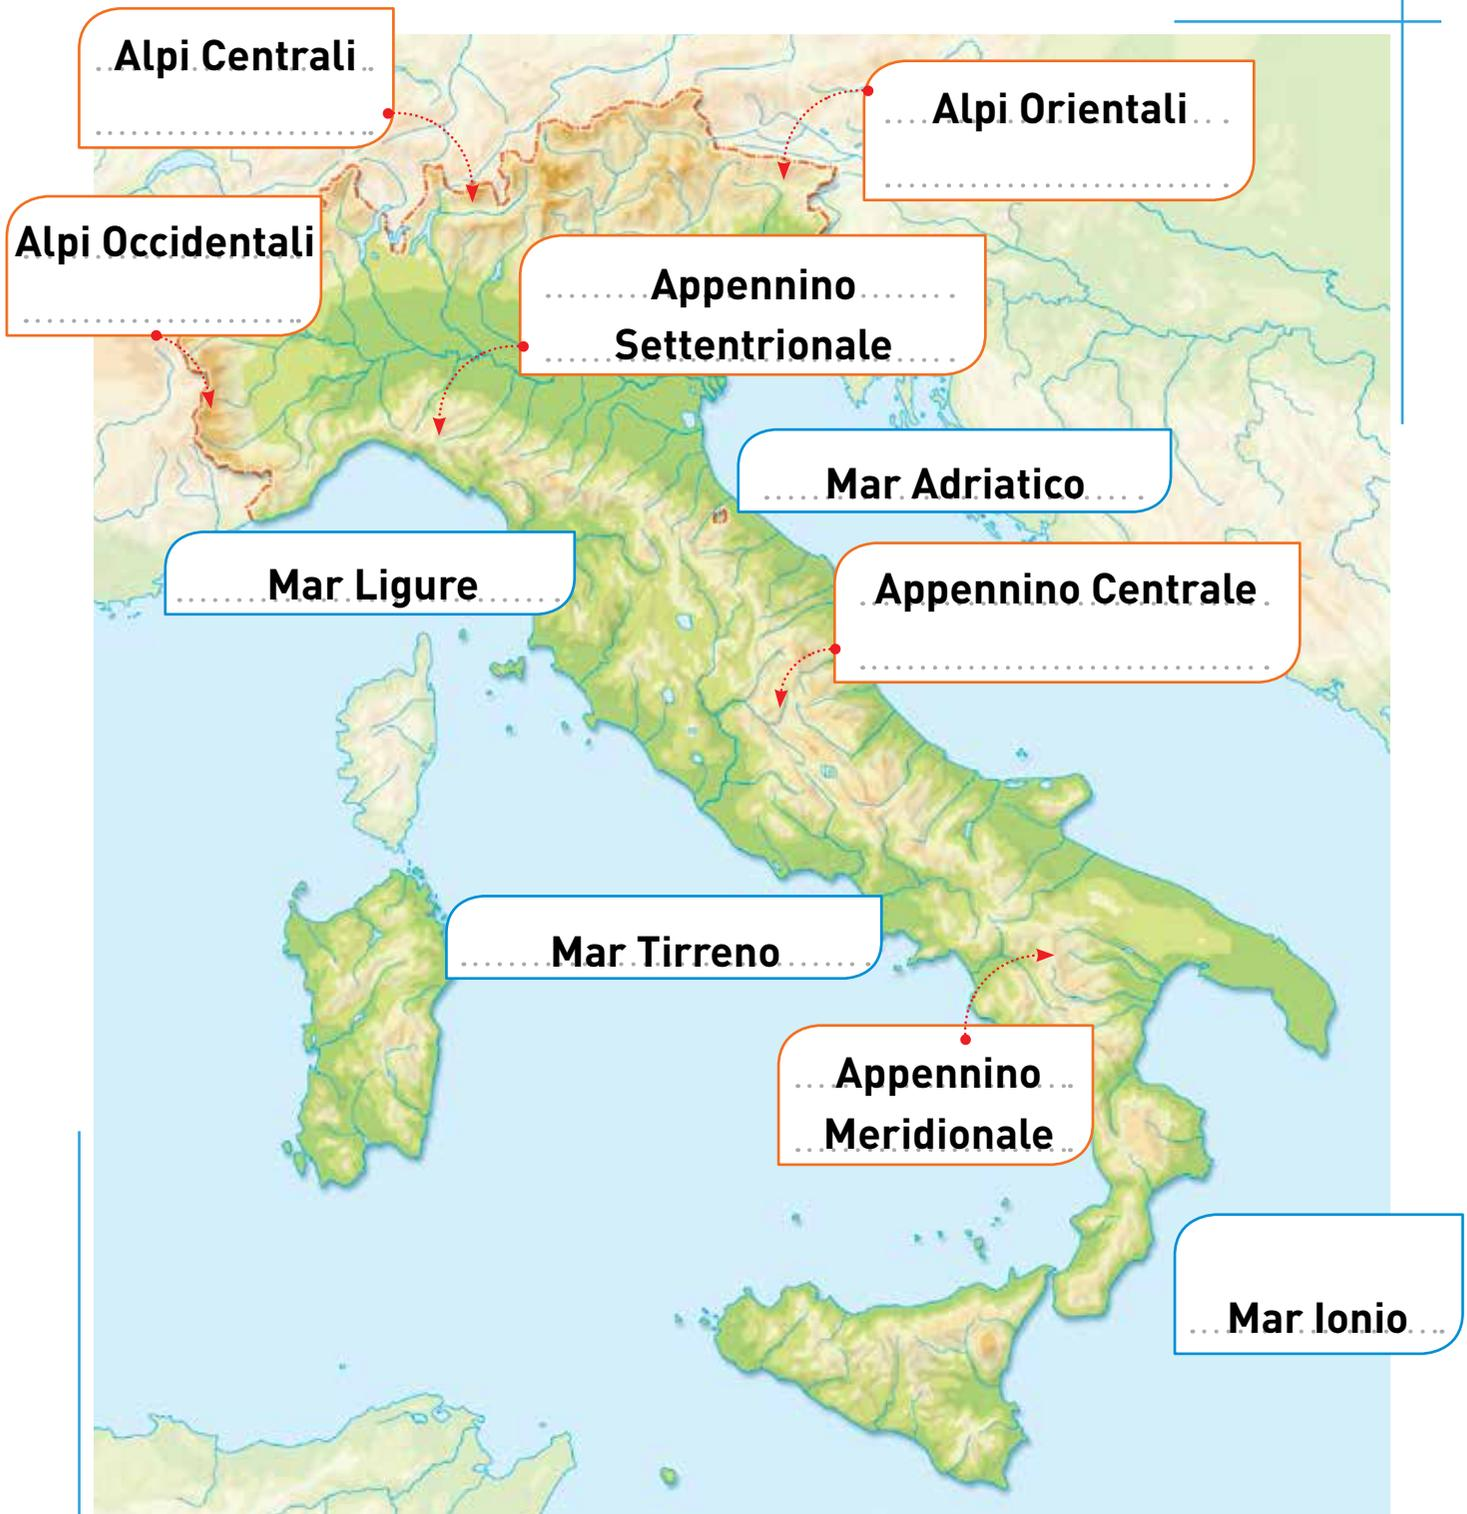 Alpi Centrali
Alpi Orientali
Alpi Occidentali
Appennino
Settentrionale
Mar Adriatico
Mar Ligure
Appennino Centrale
Mar Tirreno
Appennino
Meridionale
Mar Ionio